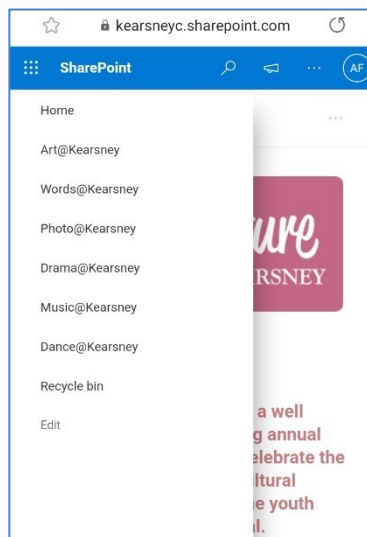 kearsneyc.sharepoint.com
SharePoint
AF
Home
...
Art@Kearsney
Words@Kearsney
Photo@Kearsney
ure
Drama@Kearsney
RSNEY
Music@Kearsney
Dance@Kearsney
Recycle bin
a well
Edit
g annual
elebrate the
ltural
e youth
l.